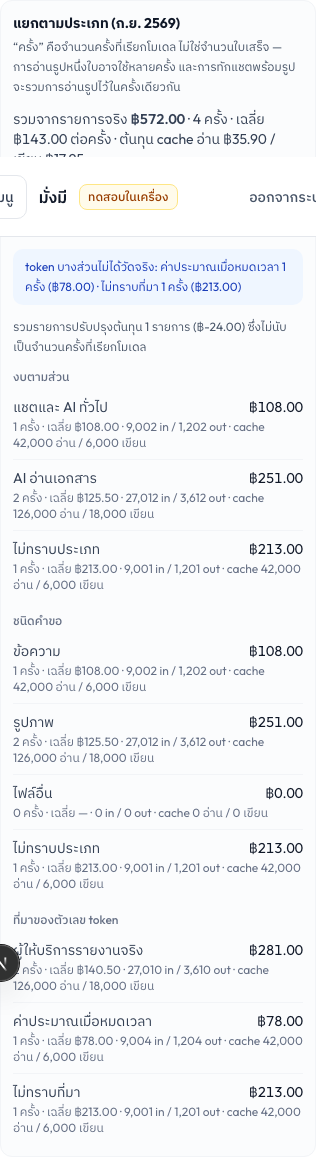 แยกตามประเภท (ก.ย. 2569)
“ครั้ง” คือจำนวนครั้งที่เรียกโมเดล ไม่ใช่จำนวนใบเสร็จ —
การอ่านรูปหนึ่งใบอาจใช้หลายครั้ง และการทักแชตพร้อมรูป
จะรวมการอ่านรูปไว้ในครั้งเดียวกัน
รวมจากรายการจริง ฿572.00 · 4 ครั้ง · เฉลี่ย
฿143.00 ต่อครั้ง · ต้นทุน cache อ่าน ฿35.90 /
มั่งมี
ทดสอบในเครื่อง
token บางส่วนไม่ได้วัดจริง: ค่าประมาณเมื่อหมดเวลา 1
ครั้ง (฿78.00) · ไม่ทราบที่มา 1 ครั้ง (฿213.00)
รวมรายการปรับปรุงต้นทุน 1 รายการ (฿-24.00) ซึ่งไม่นับ
เป็นจำนวนครั้งที่เรียกโมเดล
งบตามส่วน
แชตและ AI ทั่วไป ฿108.00
1 ครั้ง · เฉลี่ย ฿108.00 · 9,002 in / 1,202 out · cache
42,000 อ่าน / 6,000 เขียน
AI อ่านเอกสาร ฿251.00
2 ครั้ง · เฉลี่ย ฿125.50 · 27,012 in / 3,612 out · cache
126,000 อ่าน / 18,000 เขียน
ไม่ทราบประเภท ฿213.00
1 ครั้ง · เฉลี่ย ฿213.00 · 9,001 in / 1,201 out · cache 42,000
อ่าน / 6,000 เขียน
ชนิดคำขอ
ข้อความ ฿108.00
1 ครั้ง · เฉลี่ย ฿108.00 · 9,002 in / 1,202 out · cache
42,000 อ่าน / 6,000 เขียน
รูปภาพ ฿251.00
2 ครั้ง · เฉลี่ย ฿125.50 · 27,012 in / 3,612 out · cache
126,000 อ่าน / 18,000 เขียน
ไฟล์อื่น ฿0.00
0 ครั้ง · เฉลี่ย — · 0 in / 0 out · cache 0 อ่าน / 0 เขียน
ไม่ทราบประเภท ฿213.00
1 ครั้ง · เฉลี่ย ฿213.00 · 9,001 in / 1,201 out · cache 42,000
อ่าน / 6,000 เขียน
ที่มาของตัวเลข token
ผู้ให้บริการรายงานจริง ฿281.00
ครั้ง · เฉลี่ย ฿140.50 · 27,010 in / 3,610 out · cache
126,000 อ่าน / 18,000 เขียน
ค่าประมาณเมื่อหมดเวลา ฿78.00
1 ครั้ง · เฉลี่ย ฿78.00 · 9,004 in / 1,204 out · cache 42,000
อ่าน / 6,000 เขียน
ไม่ทราบที่มา ฿213.00
1 ครั้ง · เฉลี่ย ฿213.00 · 9,001 in / 1,201 out · cache 42,000
อ่าน / 6,000 เขียน